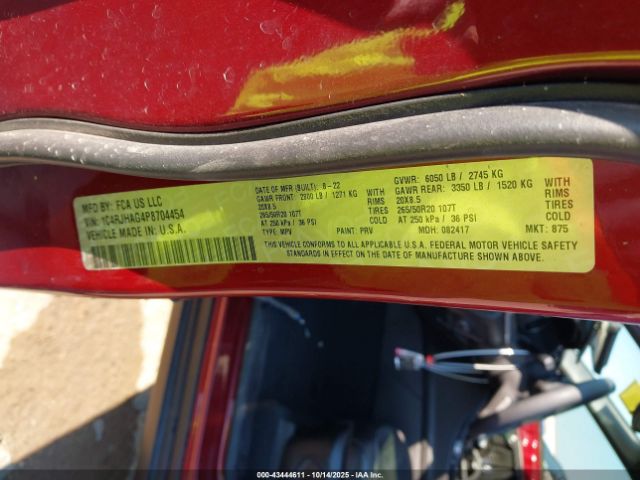 MFD BY: FCA US LLC
VIN: 1C4RJHAG4P8704454
VEHICLE MADE IN: U.S.A.
DATE OF MFR (BUILT): 8-22
GAWR FRONT: 2800 LB / 1271 KG WITH
20X8.5 RIMS
265/50R20 107T TIRES
AT 250 kPa / 36 PSI COLD
TYPE: MPV PAINT: PRV
GVWR: 6050 LB / 2745 KG
GAWR REAR: 3350 LB / 1520 KG WITH
20X8.5 RIMS
265/50R20 107T TIRES
AT 250 kPa / 36 PSI COLD
MDH: 082417 MKT: 875
THIS VEHICLE CONFORMS TO ALL APPLICABLE U.S.A. FEDERAL MOTOR VEHICLE SAFETY
STANDARDS IN EFFECT ON THE DATE OF MANUFACTURE SHOWN ABOVE.
000-43444611 - 10/14/2025 - IAA